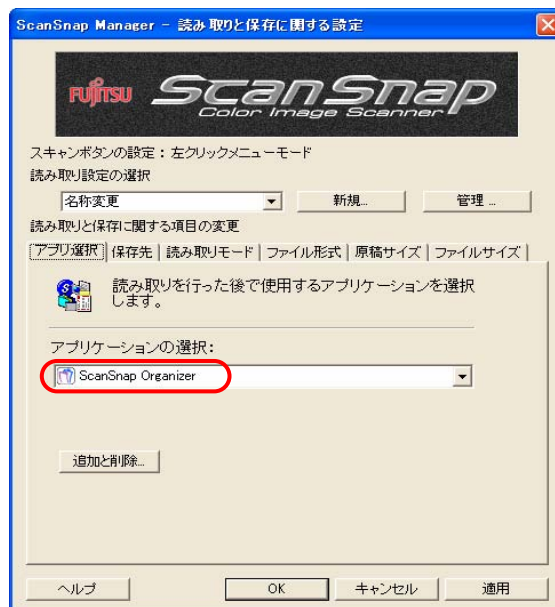 ScanSnap Manager - 読み取りと保存に関する設定
FUJITSU ScanSnap
Color Image Scanner
スキャンボタンの設定：左クリックメニューモード
読み取り設定の選択
名称変更 新規... 管理 ...
読み取りと保存に関する項目の変更
アプリ選択 保存先 読み取りモード ファイル形式 原稿サイズ ファイルサイズ
読み取りを行った後で使用するアプリケーションを選択
します。
アプリケーションの選択:
ScanSnap Organizer
追加と削除...
ヘルプ OK キャンセル 適用